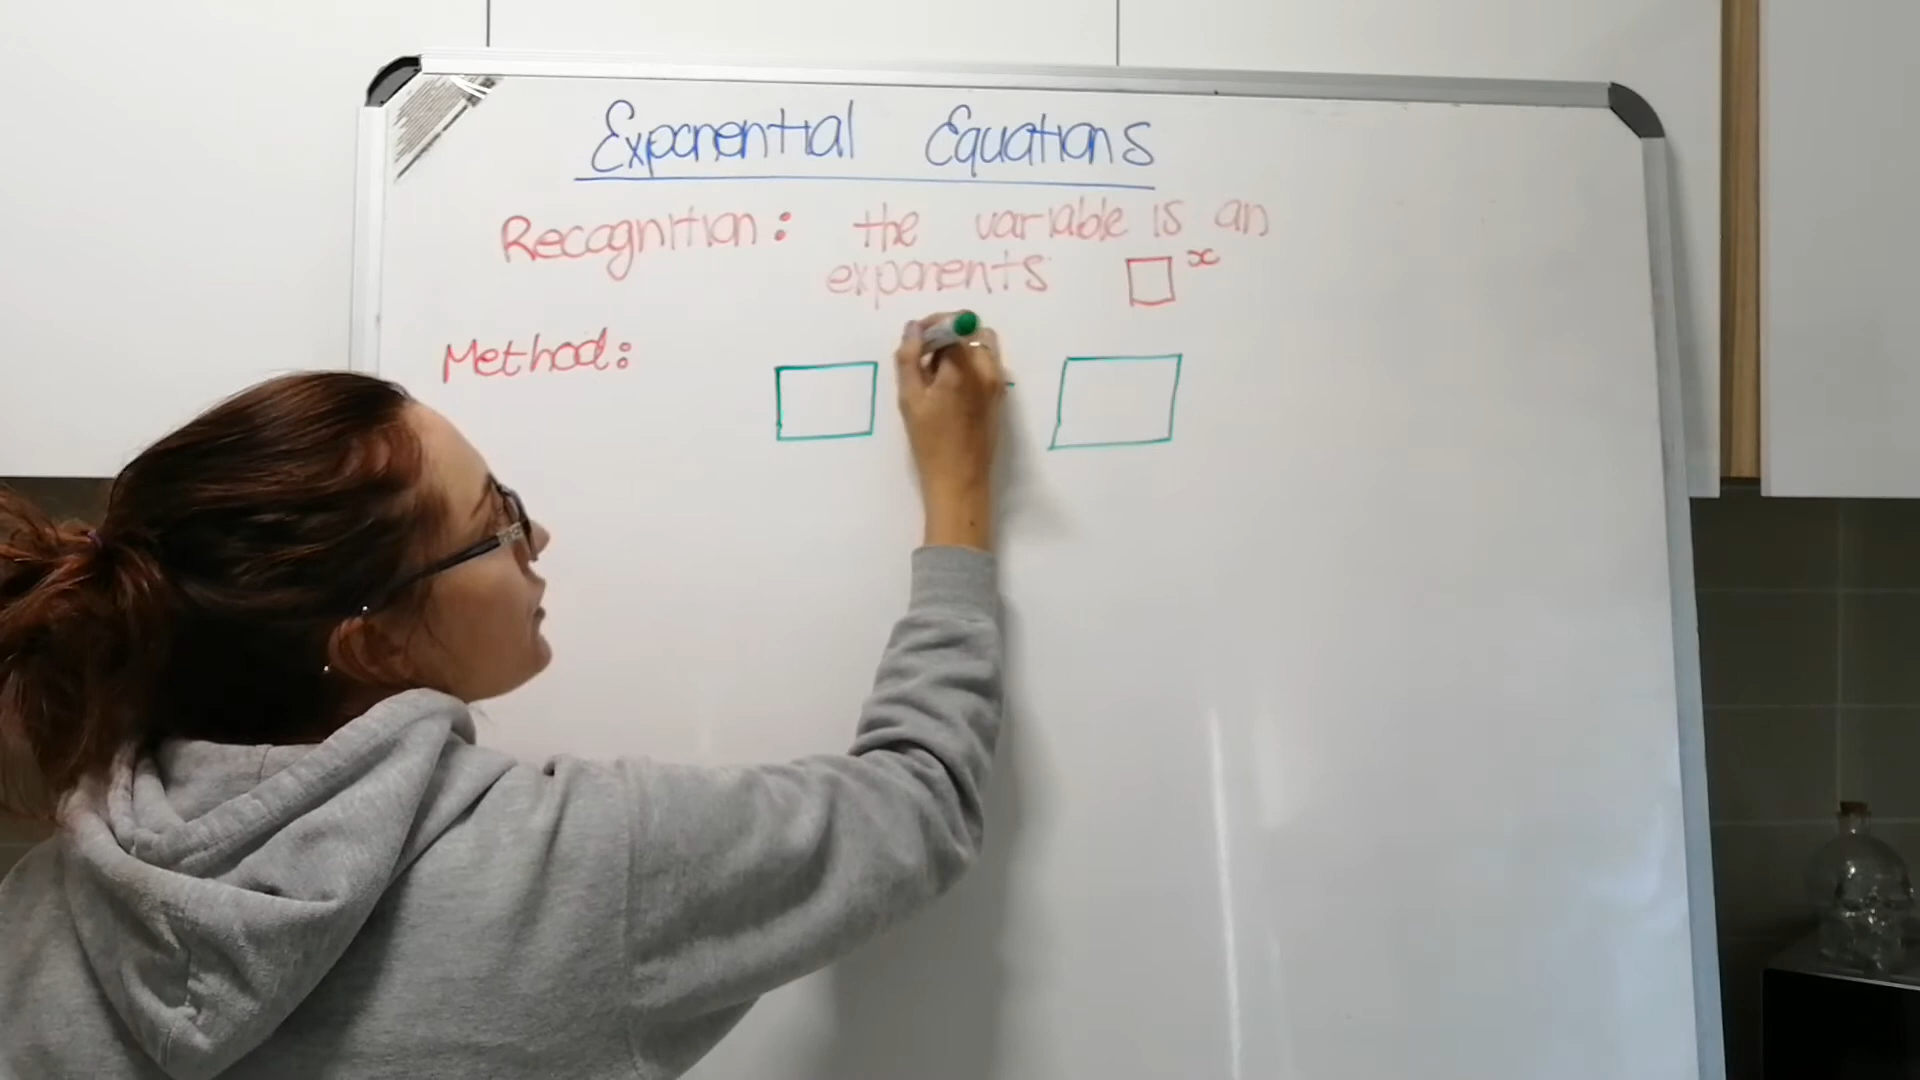 Exponential Equations
Recognition: the variable is an
exponents □ˣ
Method: